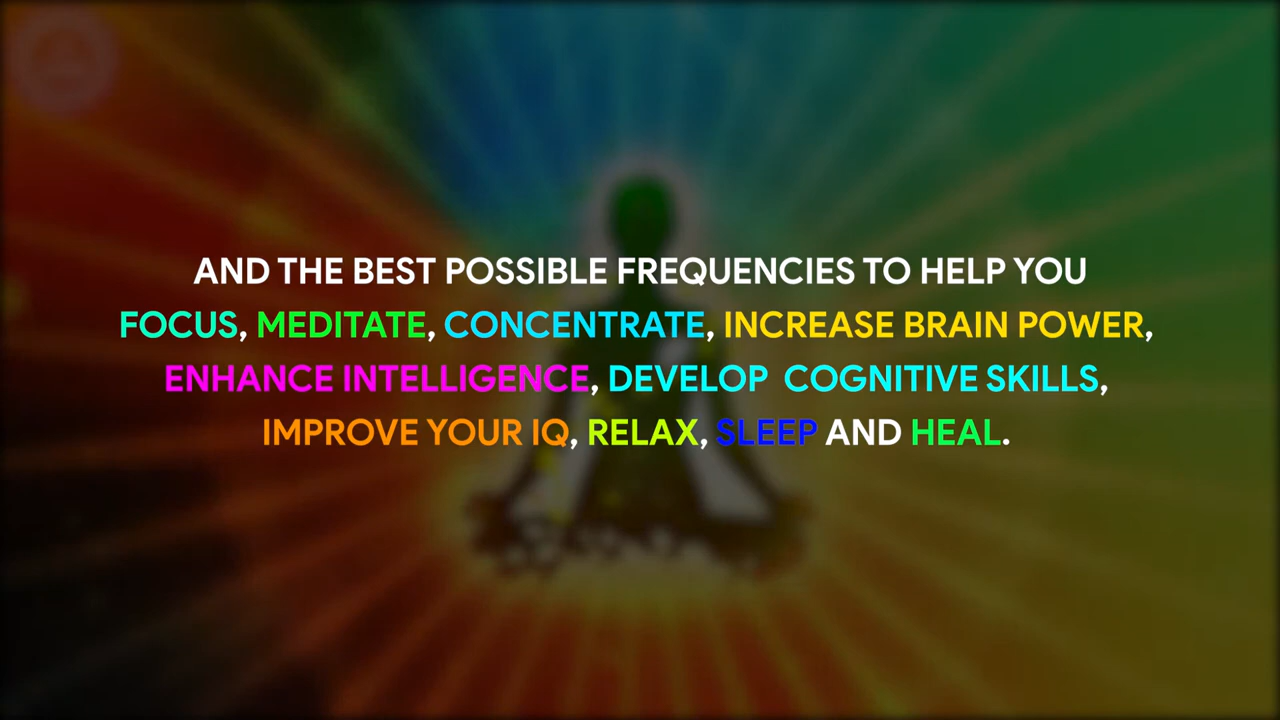 AND THE BEST POSSIBLE FREQUENCIES TO HELP YOU
FOCUS, MEDITATE, CONCENTRATE, INCREASE BRAIN POWER,
ENHANCE INTELLIGENCE, DEVELOP  COGNITIVE SKILLS,
IMPROVE YOUR IQ, RELAX, SLEEP AND HEAL.